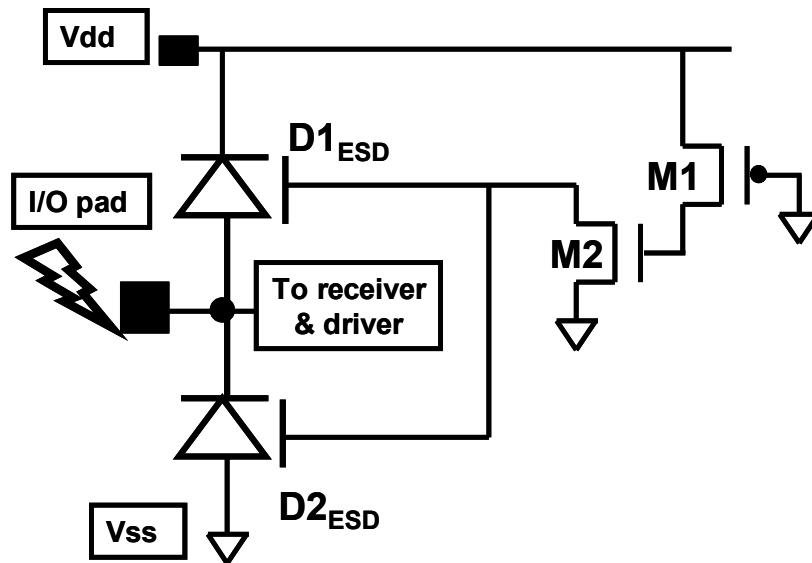 Vdd
D1ESD
I/O pad
M1
M2
To receiver
& driver
D2ESD
Vss